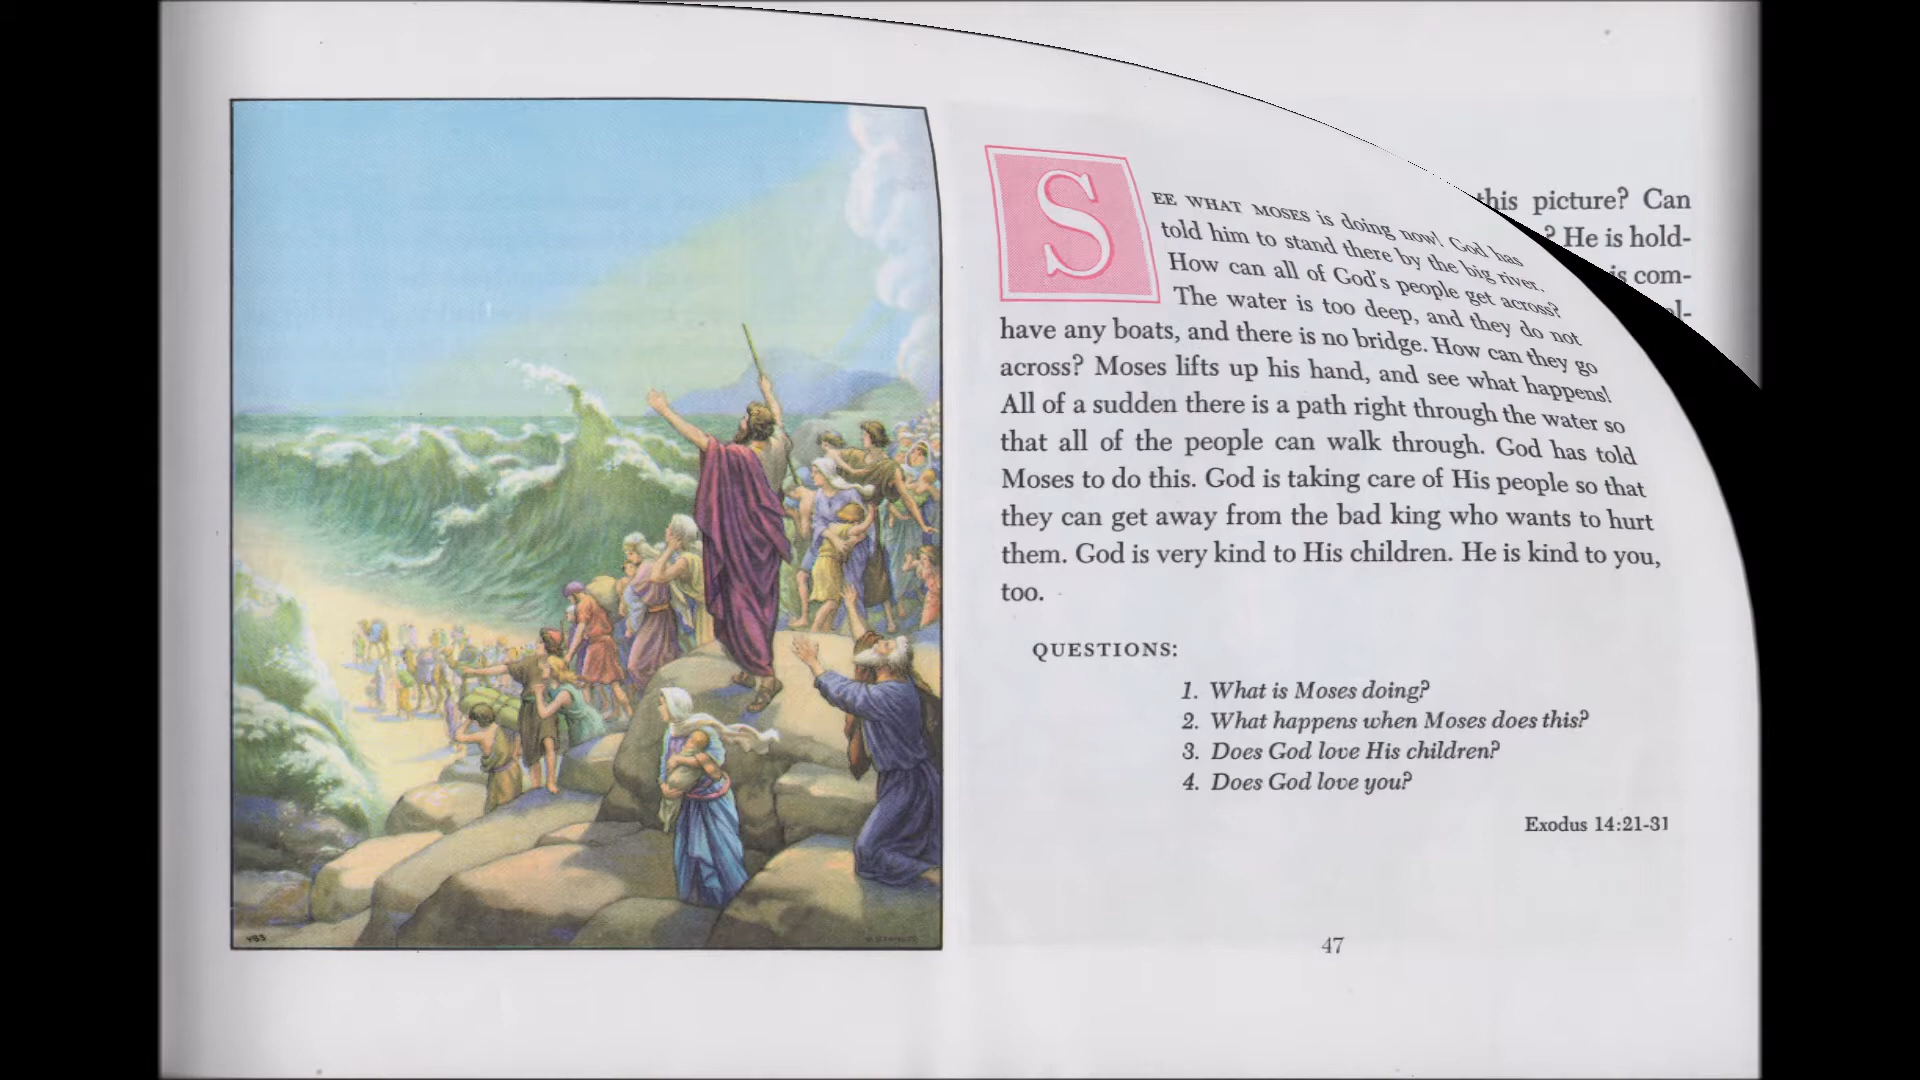 SEE WHAT MOSES is doing now! God has
told him to stand there by the big river.
How can all of God's people get across?
The water is too deep, and they do not
have any boats, and there is no bridge. How can they go
across? Moses lifts up his hand, and see what happens!
All of a sudden there is a path right through the water so
that all of the people can walk through. God has told
Moses to do this. God is taking care of His people so that
they can get away from the bad king who wants to hurt
them. God is very kind to His children. He is kind to you,
too.
QUESTIONS:
1. What is Moses doing?
2. What happens when Moses does this?
3. Does God love His children?
4. Does God love you?
Exodus 14:21-31
47
this picture? Can
? He is hold-
is com-